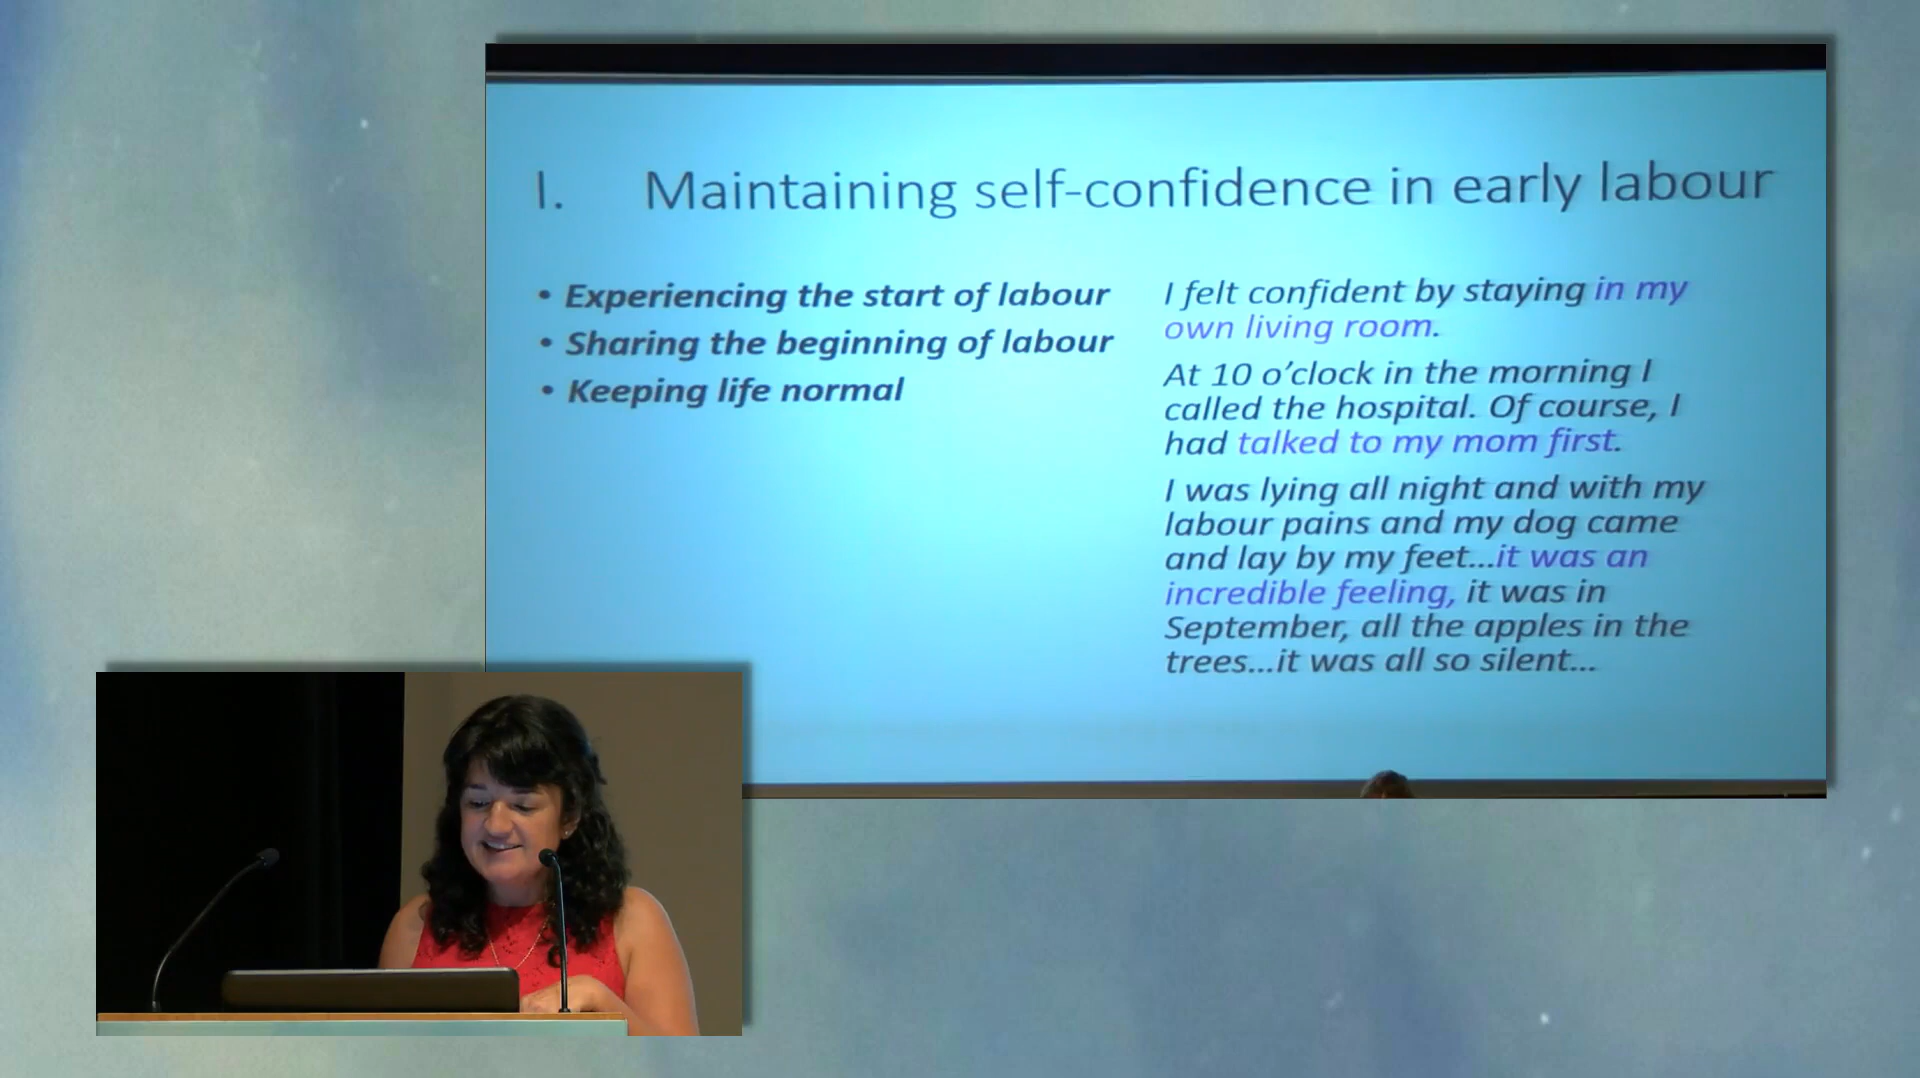 I. Maintaining self-confidence in early labour
• Experiencing the start of labour
• Sharing the beginning of labour
• Keeping life normal
I felt confident by staying in my
own living room.
At 10 o’clock in the morning I
called the hospital. Of course, I
had talked to my mom first.
I was lying all night and with my
labour pains and my dog came
and lay by my feet...it was an
incredible feeling, it was in
September, all the apples in the
trees...it was all so silent...